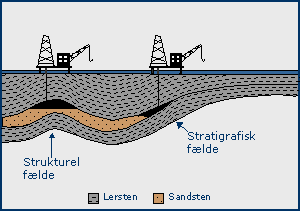 Stratigrafisk
fælde
Strukturel
fælde
Lersten
Sandsten